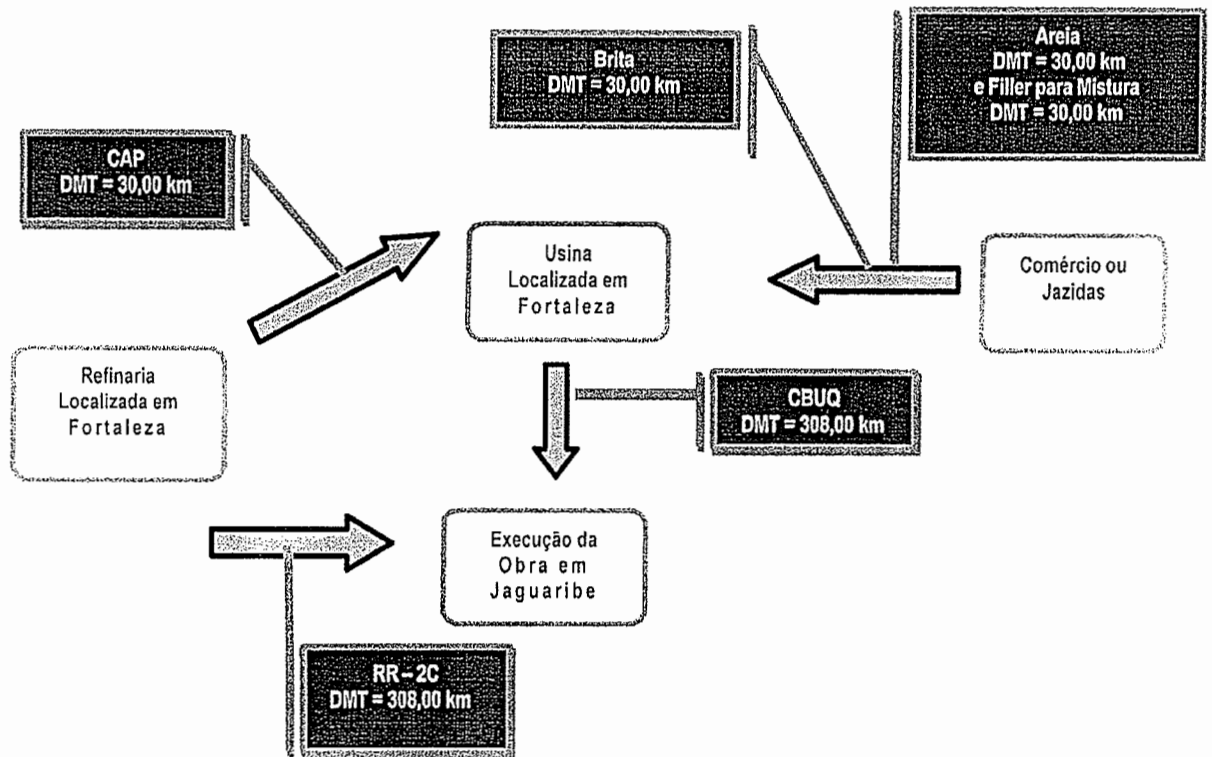 Brita
DMT = 30,00 km
Areia
DMT = 30,00 km
e Filler para Mistura
DMT = 30,00 km
CAP
DMT = 30,00 km
Usina
Localizada em
Fortaleza
Comércio ou
Jazidas
Refinaria
Localizada em
Fortaleza
CBUQ
DMT = 308,00 km
Execução da
Obra em
Jaguaribe
RR – 2C
DMT = 308,00 km